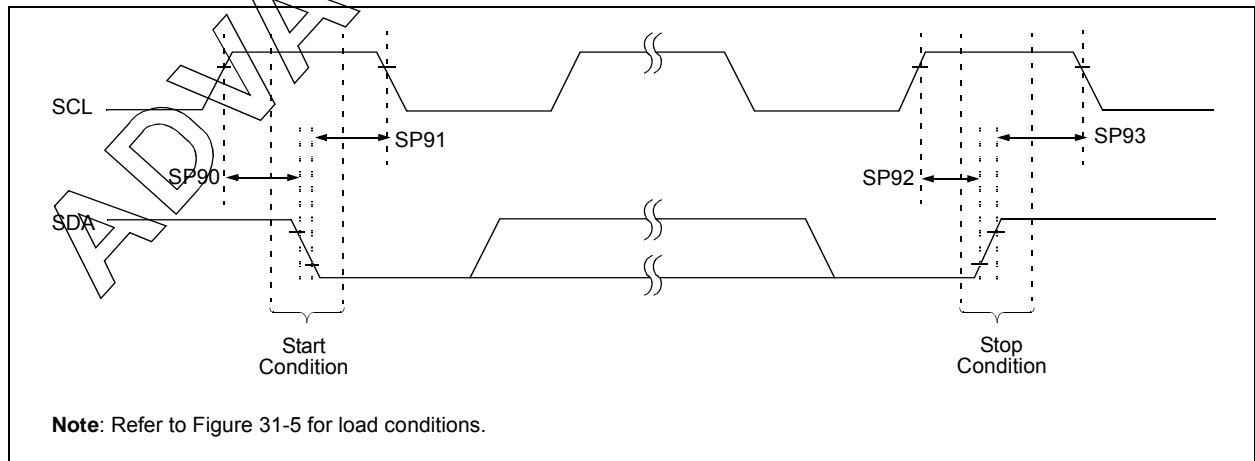 ADVA
SCL
SP91
SP93
SP90
SP92
SDA
Start
Condition
Stop
Condition
Note: Refer to Figure 31-5 for load conditions.